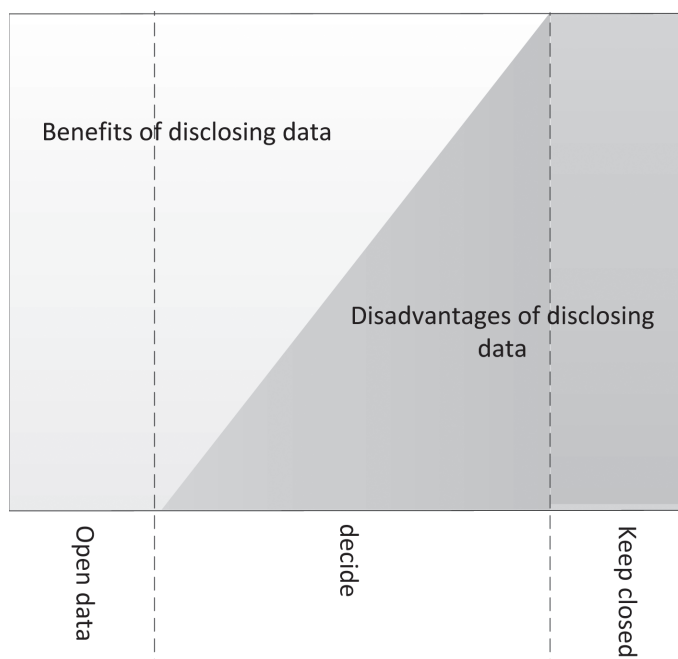 Benefits of disclosing data
Disadvantages of disclosing
data
Open data
decide
Keep closed